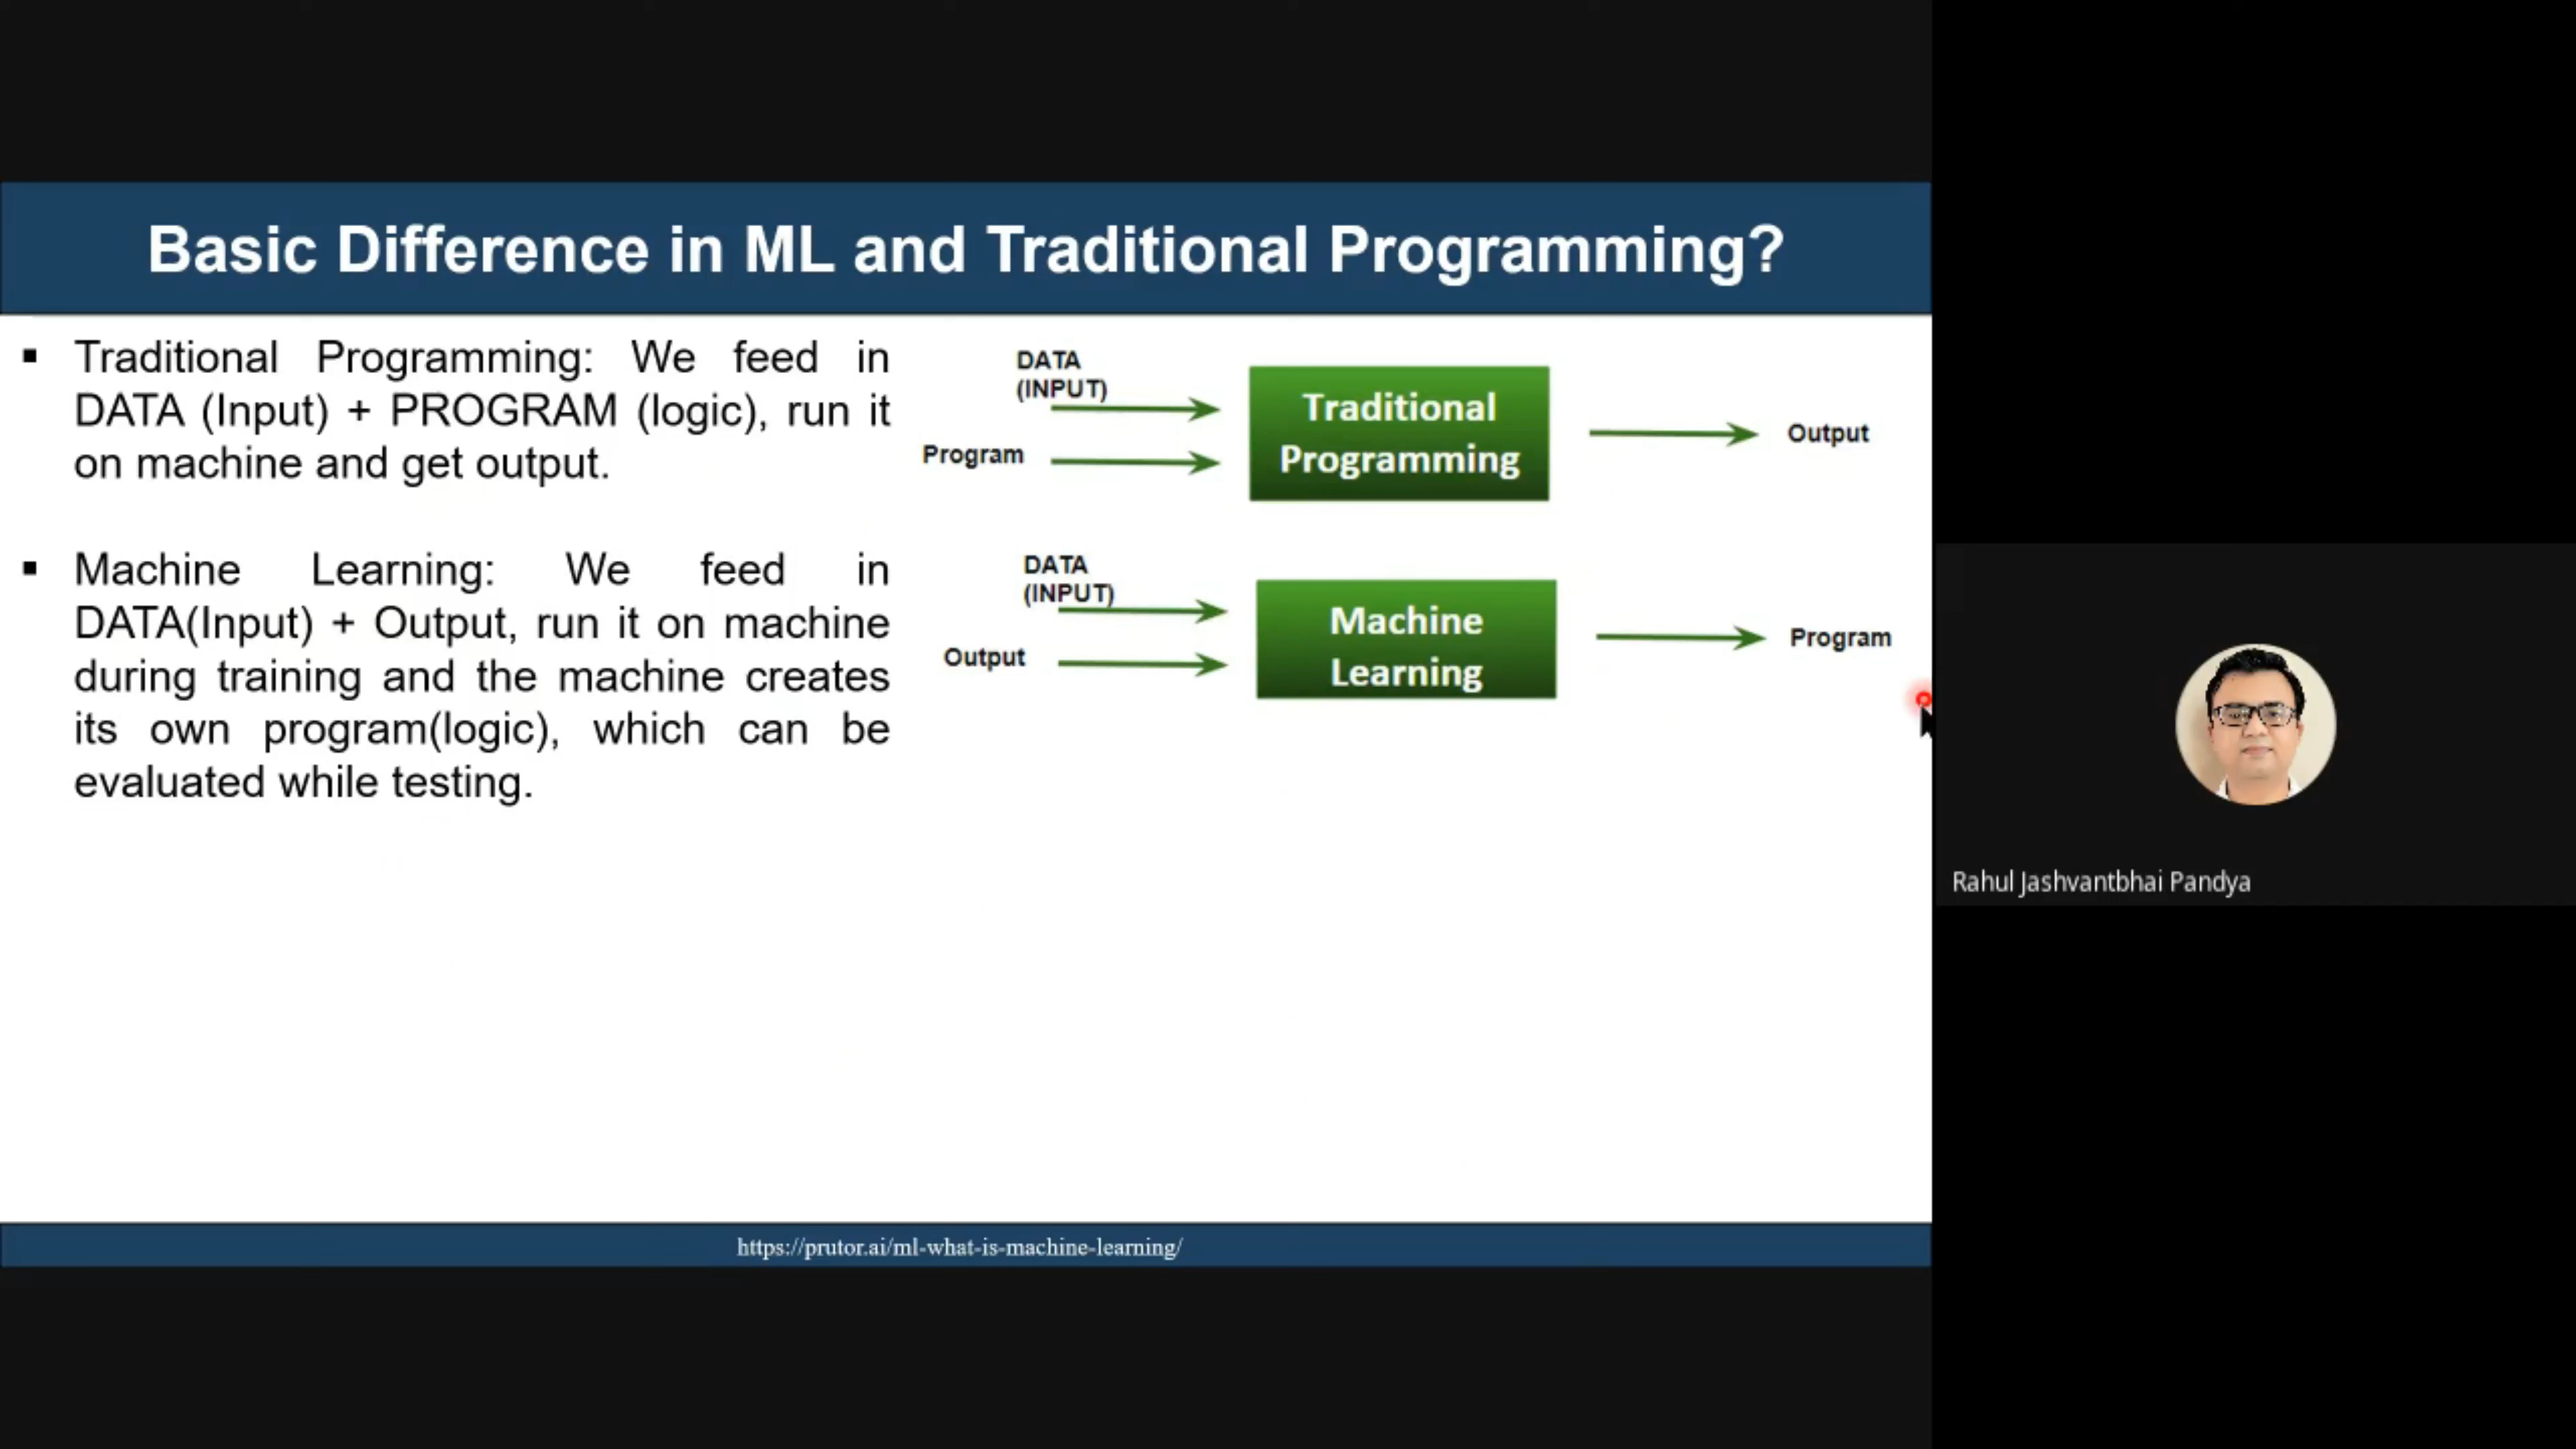 Basic Difference in ML and Traditional Programming?
▪ Traditional Programming: We feed in
DATA (Input) + PROGRAM (logic), run it
on machine and get output.
▪ Machine Learning: We feed in
DATA(Input) + Output, run it on machine
during training and the machine creates
its own program(logic), which can be
evaluated while testing.
DATA
(INPUT)
Program
Traditional
Programming
Output
DATA
(INPUT)
Output
Machine
Learning
Program
Rahul Jashvantbhai Pandya
https://prutor.ai/ml-what-is-machine-learning/